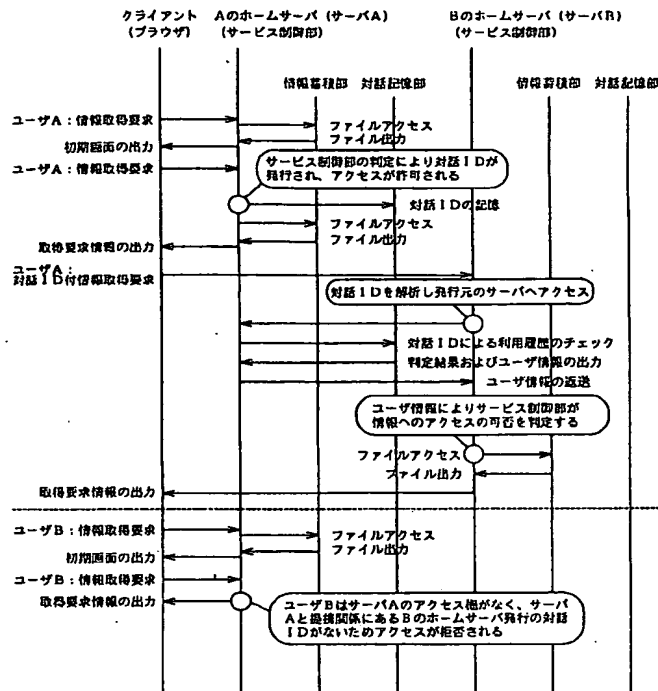 クライアント
(ブラウザ)
Aのホームサーバ (サーバA)
(サービス制御部)
Bのホームサーバ (サーバB)
(サービス制御部)
情報蓄積部
対話記憶部
情報蓄積部
対話記憶部
ユーザA：情報取得要求
ファイルアクセス
ファイル出力
初期画面の出力
ユーザA：情報取得要求
サービス制御部の判定により対話IDが
発行され、アクセスが許可される
対話IDの記憶
ファイルアクセス
ファイル出力
取得要求情報の出力
ユーザA：
対話ID付情報取得要求
対話IDを解析し発行元のサーバへアクセス
対話IDによる利用履歴のチェック
判定結果およびユーザ情報の出力
ユーザ情報の返送
ユーザ情報によりサービス制御部が
情報へのアクセスの可否を判定する
ファイルアクセス
ファイル出力
取得要求情報の出力
ユーザB：情報取得要求
ファイルアクセス
ファイル出力
初期画面の出力
ユーザB：情報取得要求
取得要求情報の出力
ユーザBはサーバAのアクセス権がなく、サーバ
Aと提携関係にあるBのホームサーバ発行の対話
IDがないためアクセスが拒否される